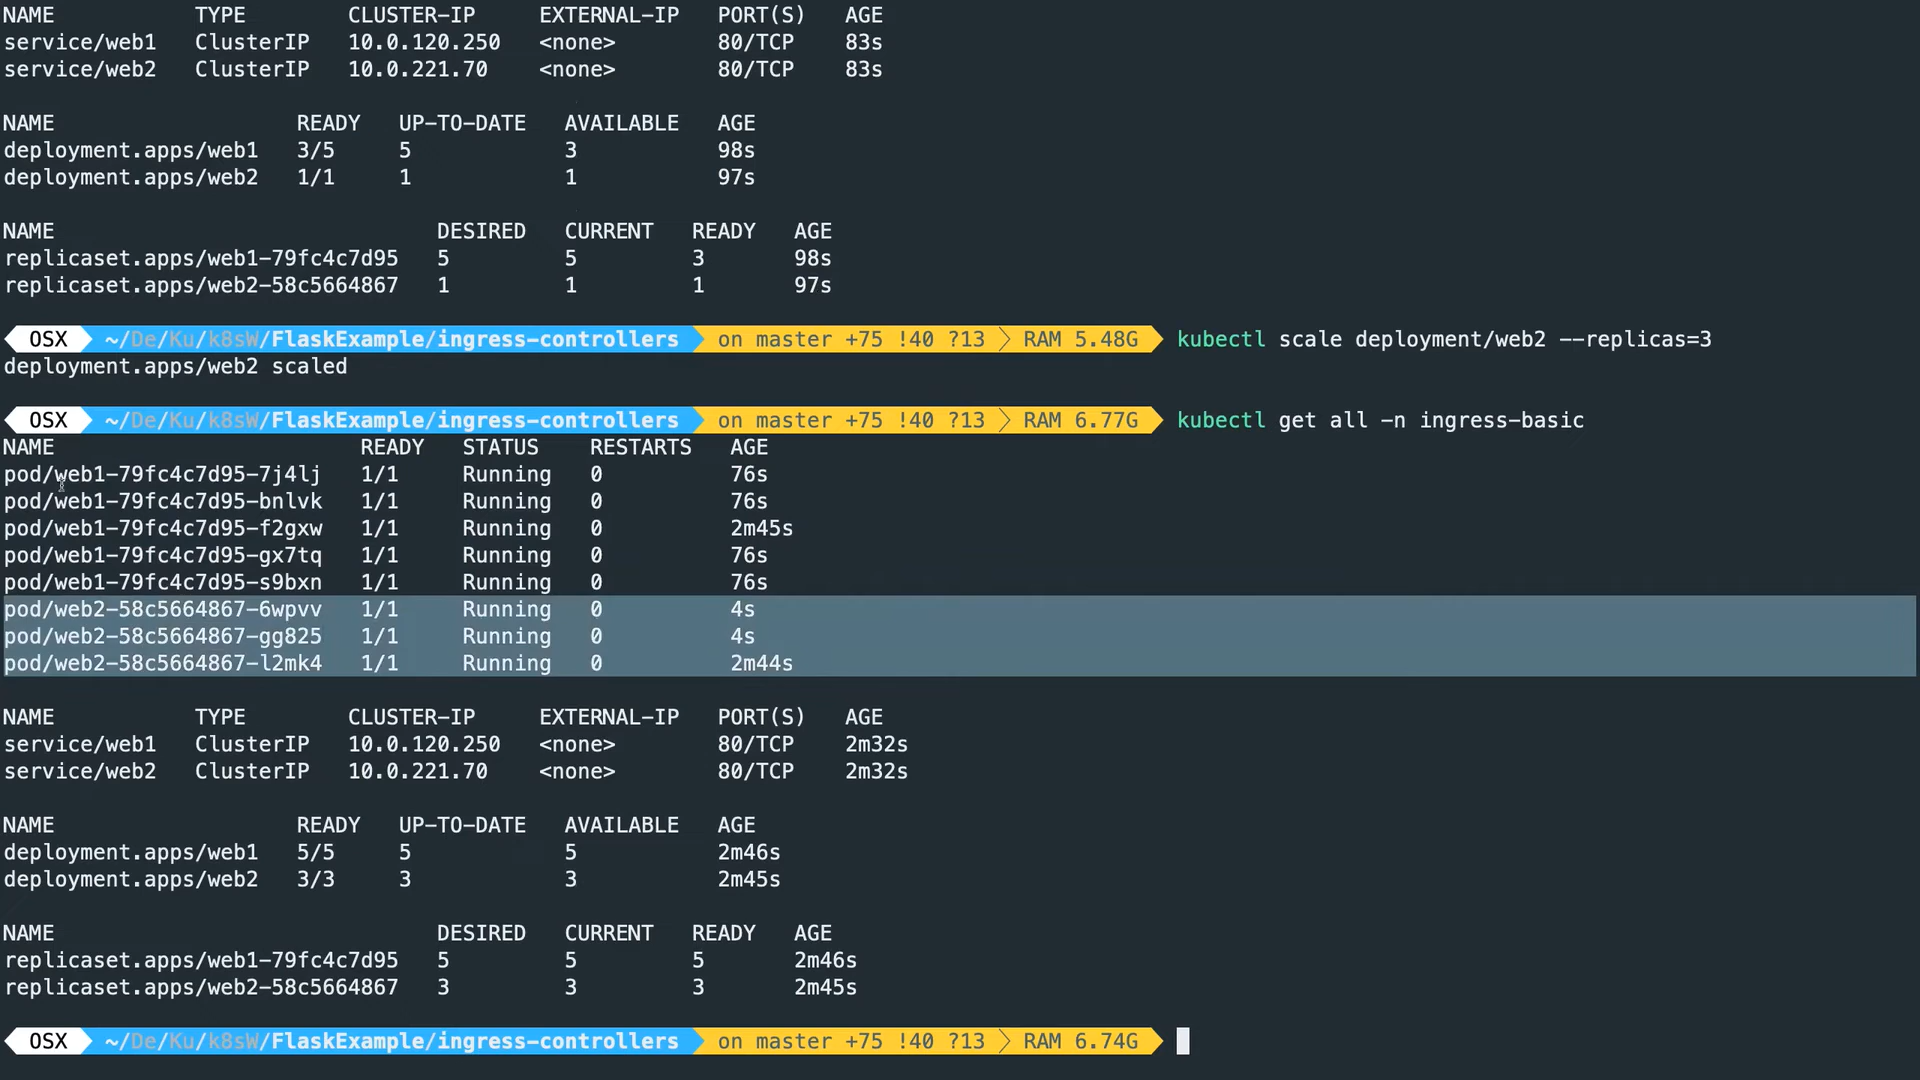 NAME TYPE CLUSTER-IP EXTERNAL-IP PORT(S) AGE
service/web1 ClusterIP 10.0.120.250 <none> 80/TCP 83s
service/web2 ClusterIP 10.0.221.70 <none> 80/TCP 83s
NAME READY UP-TO-DATE AVAILABLE AGE
deployment.apps/web1 3/5 5 3 98s
deployment.apps/web2 1/1 1 1 97s
NAME DESIRED CURRENT READY AGE
replicaset.apps/web1-79fc4c7d95 5 5 3 98s
replicaset.apps/web2-58c5664867 1 1 1 97s
OSX ~/De/Ku/k8sW/FlaskExample/ingress-controllers on master +75 !40 ?13 RAM 5.48G kubectl scale deployment/web2 --replicas=3
deployment.apps/web2 scaled
OSX ~/De/Ku/k8sW/FlaskExample/ingress-controllers on master +75 !40 ?13 RAM 6.77G kubectl get all -n ingress-basic
NAME READY STATUS RESTARTS AGE
pod/web1-79fc4c7d95-7j4lj 1/1 Running 0 76s
pod/web1-79fc4c7d95-bnlvk 1/1 Running 0 76s
pod/web1-79fc4c7d95-f2gxw 1/1 Running 0 2m45s
pod/web1-79fc4c7d95-gx7tq 1/1 Running 0 76s
pod/web1-79fc4c7d95-s9bxn 1/1 Running 0 76s
pod/web2-58c5664867-6wpvv 1/1 Running 0 4s
pod/web2-58c5664867-gg825 1/1 Running 0 4s
pod/web2-58c5664867-l2mk4 1/1 Running 0 2m44s
NAME TYPE CLUSTER-IP EXTERNAL-IP PORT(S) AGE
service/web1 ClusterIP 10.0.120.250 <none> 80/TCP 2m32s
service/web2 ClusterIP 10.0.221.70 <none> 80/TCP 2m32s
NAME READY UP-TO-DATE AVAILABLE AGE
deployment.apps/web1 5/5 5 5 2m46s
deployment.apps/web2 3/3 3 3 2m45s
NAME DESIRED CURRENT READY AGE
replicaset.apps/web1-79fc4c7d95 5 5 5 2m46s
replicaset.apps/web2-58c5664867 3 3 3 2m45s
OSX ~/De/Ku/k8sW/FlaskExample/ingress-controllers on master +75 !40 ?13 RAM 6.74G